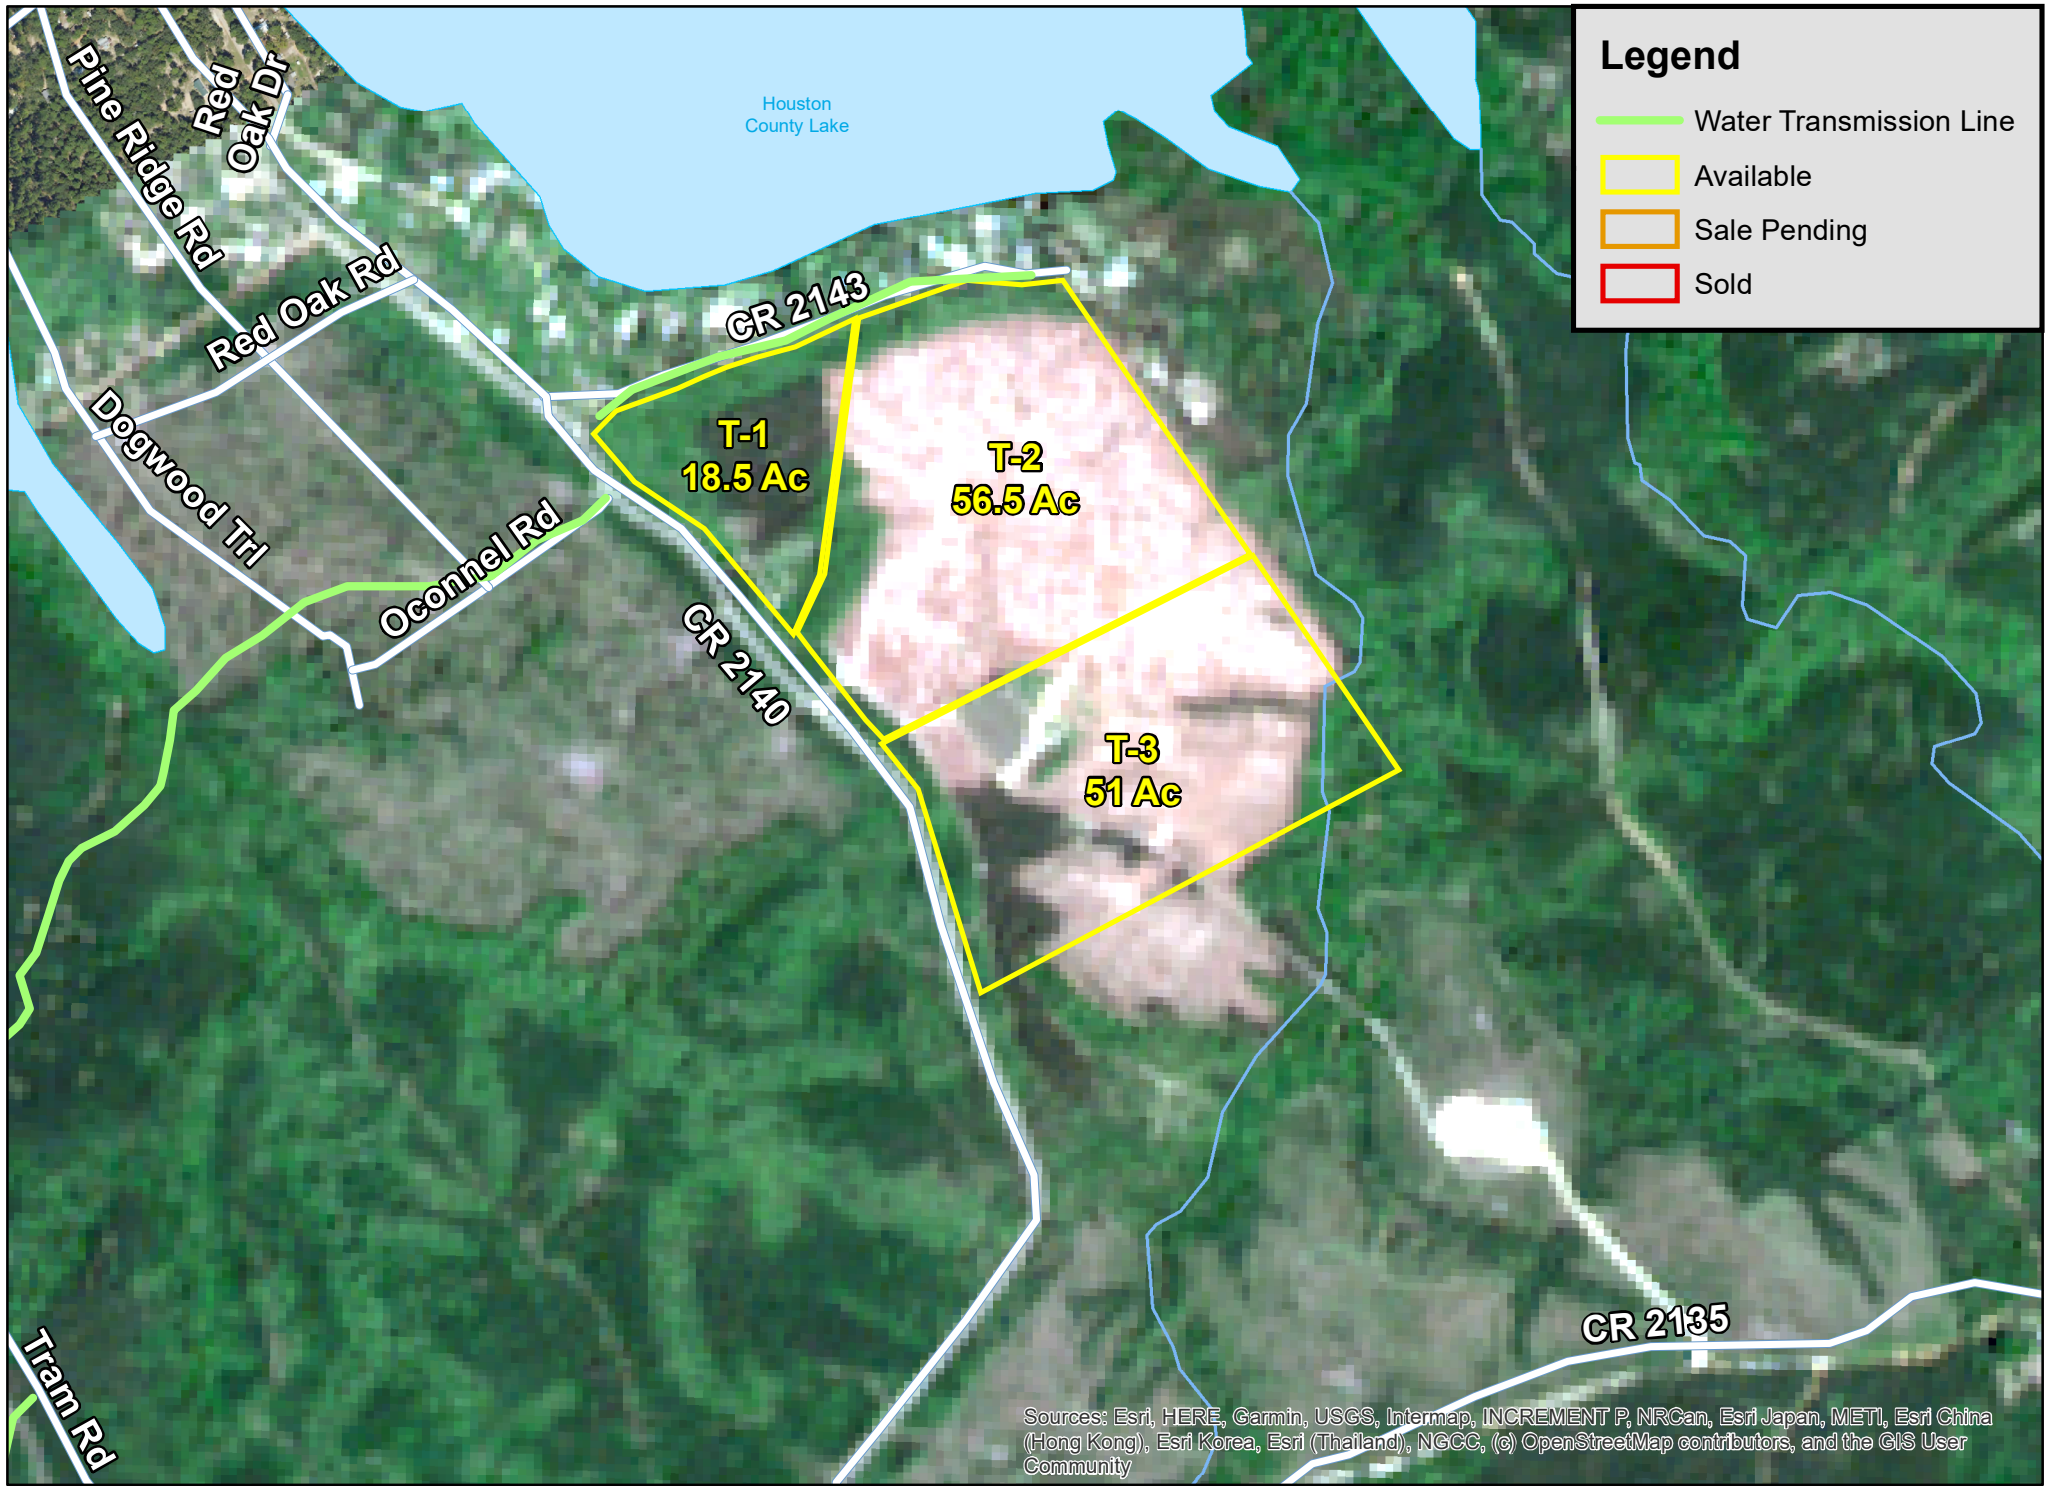 Legend
Water Transmission Line
Available
Sale Pending
Sold
Houston
County Lake
Pine Ridge Rd
Red
Oak Dr
Red Oak Rd
CR 2143
Dogwood Trl
Oconnel Rd
CR 2140
T-1
18.5 Ac
T-2
56.5 Ac
T-3
51 Ac
CR 2135
Tram Rd
Sources: Esri, HERE, Garmin, USGS, Intermap, INCREMENT P, NRCan, Esri Japan, METI, Esri China
(Hong Kong), Esri Korea, Esri (Thailand), NGCC, (c) OpenStreetMap contributors, and the GIS User
Community